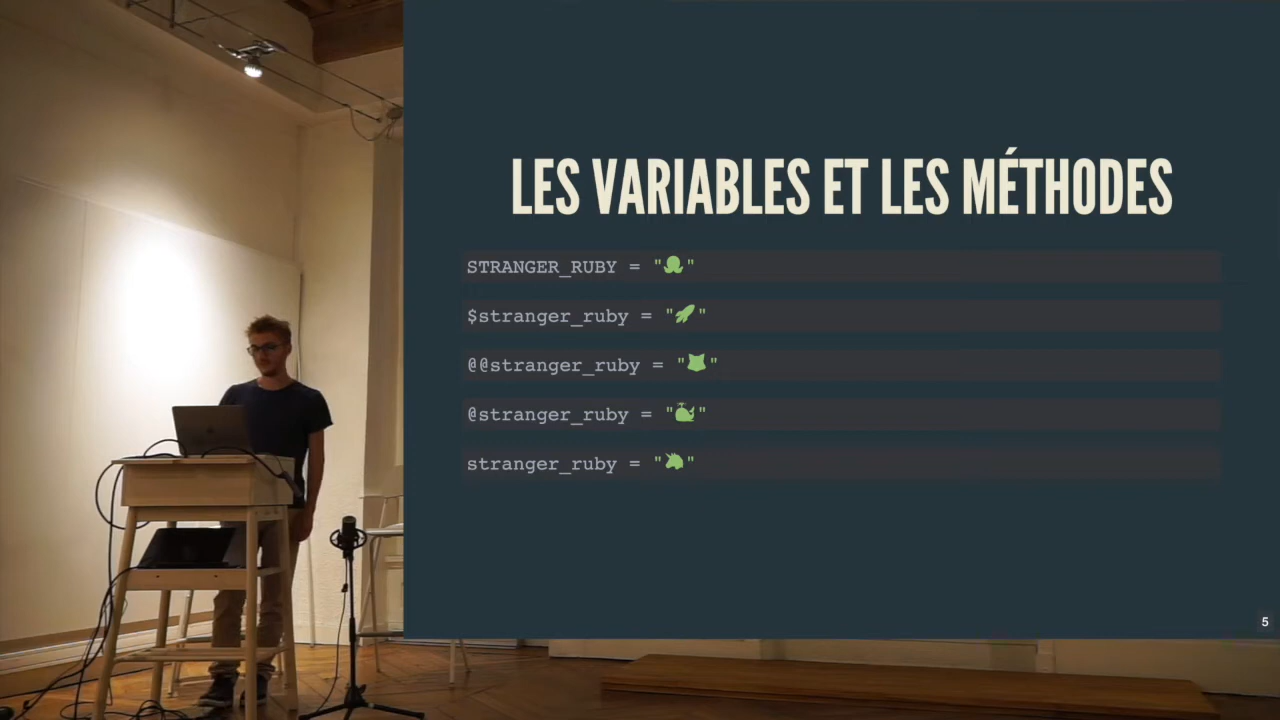 LES VARIABLES ET LES MÉTHODES
STRANGER_RUBY = "🐙"
$stranger_ruby = "🚀"
@@stranger_ruby = "🐱"
@stranger_ruby = "🐳"
stranger_ruby = "🦄"
5